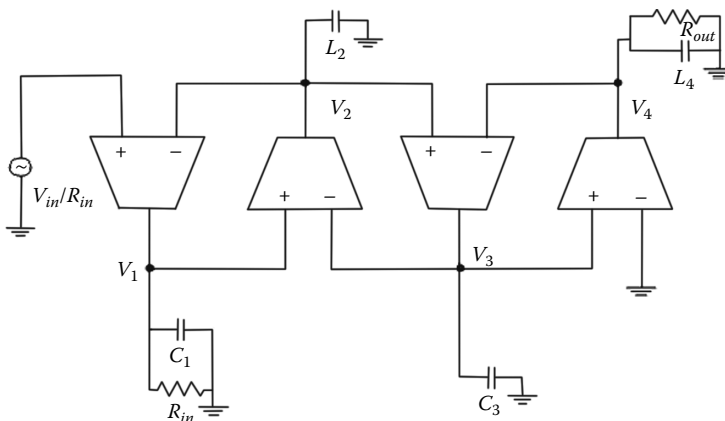 L2
Rout
L4
V2
V4
+ −
+ −
Vin/Rin
+ −
+ −
~
V1
V3
C1
Rin
C3